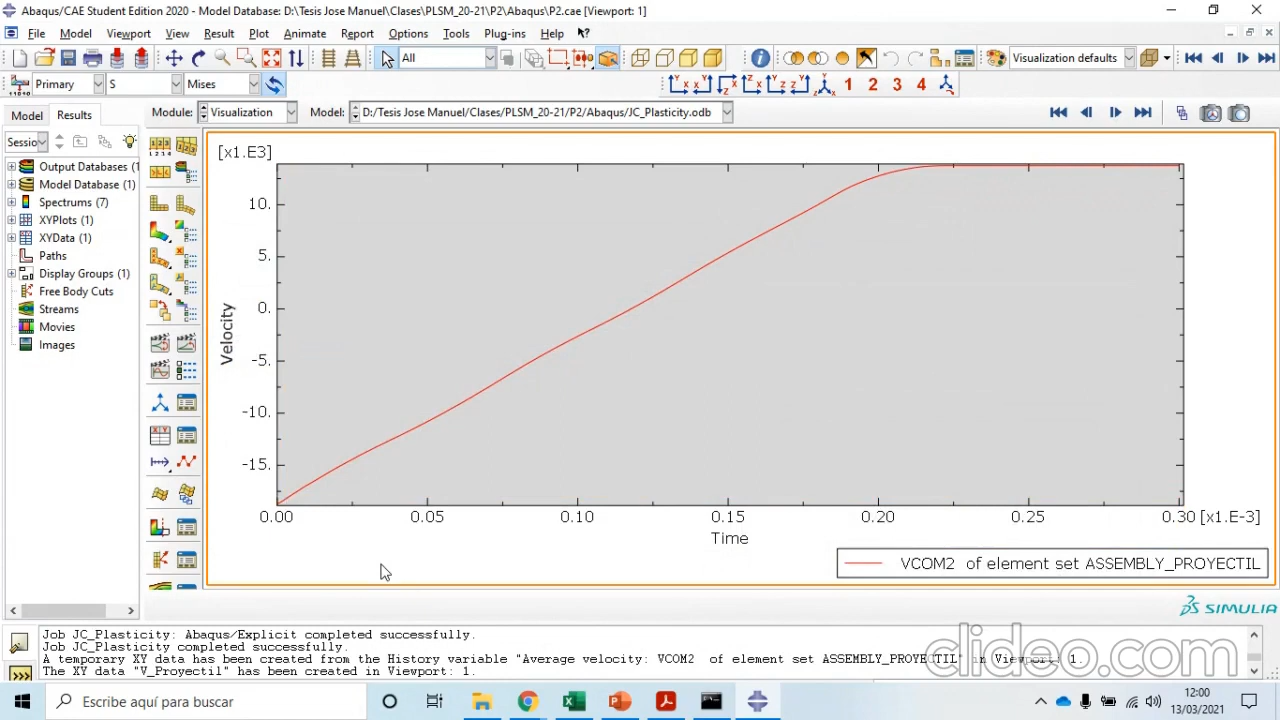 Abaqus/CAE Student Edition 2020 - Model Database: D:\Tesis Jose Manuel\Clases\PLSM_20-21\P2\Abaqus\P2.cae [Viewport: 1]
File Model Viewport View Result Plot Animate Report Options Tools Plug-ins Help
All Visualization defaults
Primary S Mises 1 2 3 4
Model Results Module: Visualization Model: D:/Tesis Jose Manuel/Clases/PLSM_20-21/P2/Abaqus/JC_Plasticity.odb
Sessio
Output Databases (1
Model Database (1)
Spectrums (7)
XYPlots (1)
XYData (1)
Paths
Display Groups (1)
Free Body Cuts
Streams
Movies
Images
[x1.E3]
10.
5.
0.
-5.
-10.
-15.
Velocity
0.00 0.05 0.10 0.15 0.20 0.25 0.30 [x1.E-3]
Time
VCOM2 of element set ASSEMBLY_PROYECTIL
SIMULIA
Job JC_Plasticity: Abaqus/Explicit completed successfully.
Job JC_Plasticity completed successfully.
A temporary XY data has been created from the History variable "Average velocity: VCOM2 of element set ASSEMBLY_PROYECTIL" in Viewport: 1.
The XY data "V_Proyectil" has been created in Viewport: 1.
clideo.com
Escribe aquí para buscar
12:00
13/03/2021